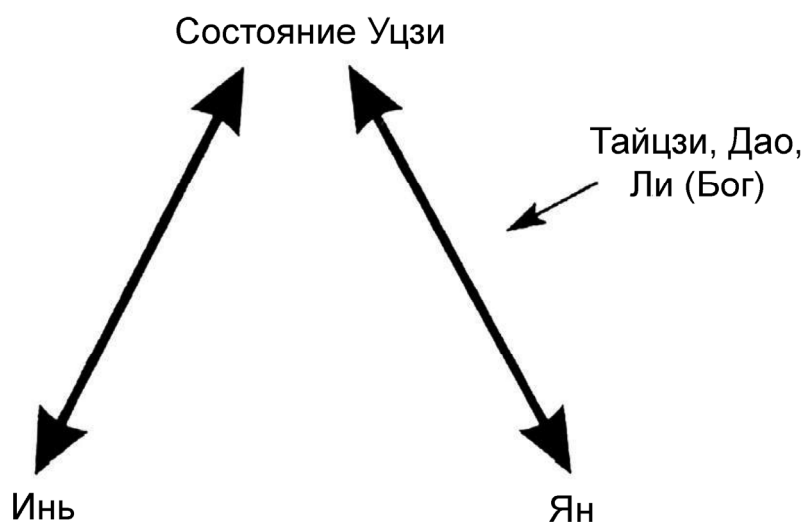 Состояние Уцзи
Тайцзи, Дао,
Ли (Бог)
Инь
Ян